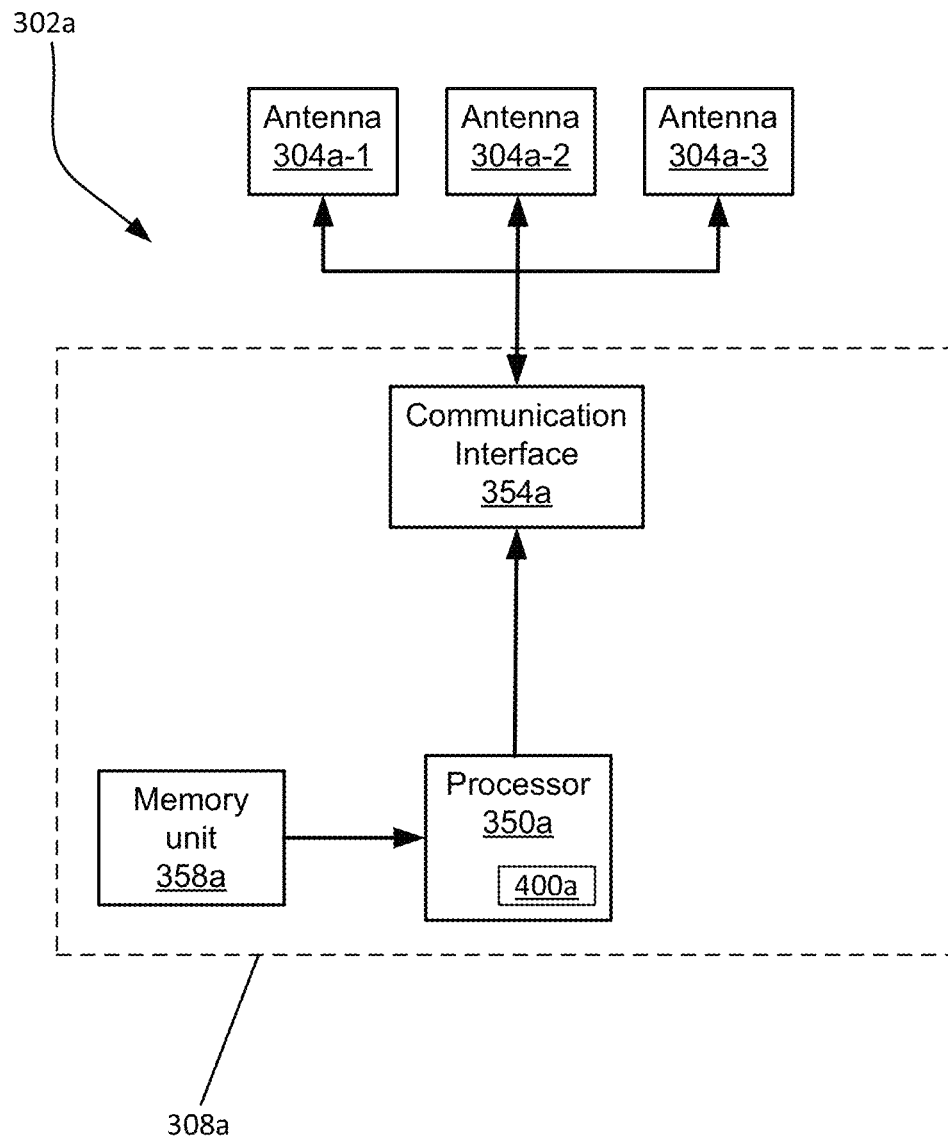 302a
Antenna
304a-1
Antenna
304a-2
Antenna
304a-3
Communication
Interface
354a
Memory
unit
358a
Processor
350a
400a
308a